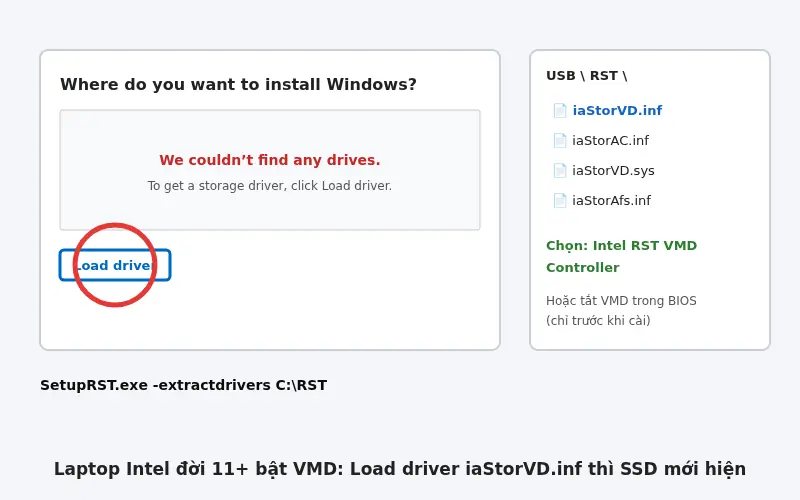 Where do you want to install Windows?
We couldn’t find any drives.
To get a storage driver, click Load driver.
Load driver
USB \ RST \
iaStorVD.inf
iaStorAC.inf
iaStorVD.sys
iaStorAfs.inf
Chọn: Intel RST VMD
Controller
Hoặc tắt VMD trong BIOS
(chỉ trước khi cài)
SetupRST.exe -extractdrivers C:\RST
Laptop Intel đời 11+ bật VMD: Load driver iaStorVD.inf thì SSD mới hiện